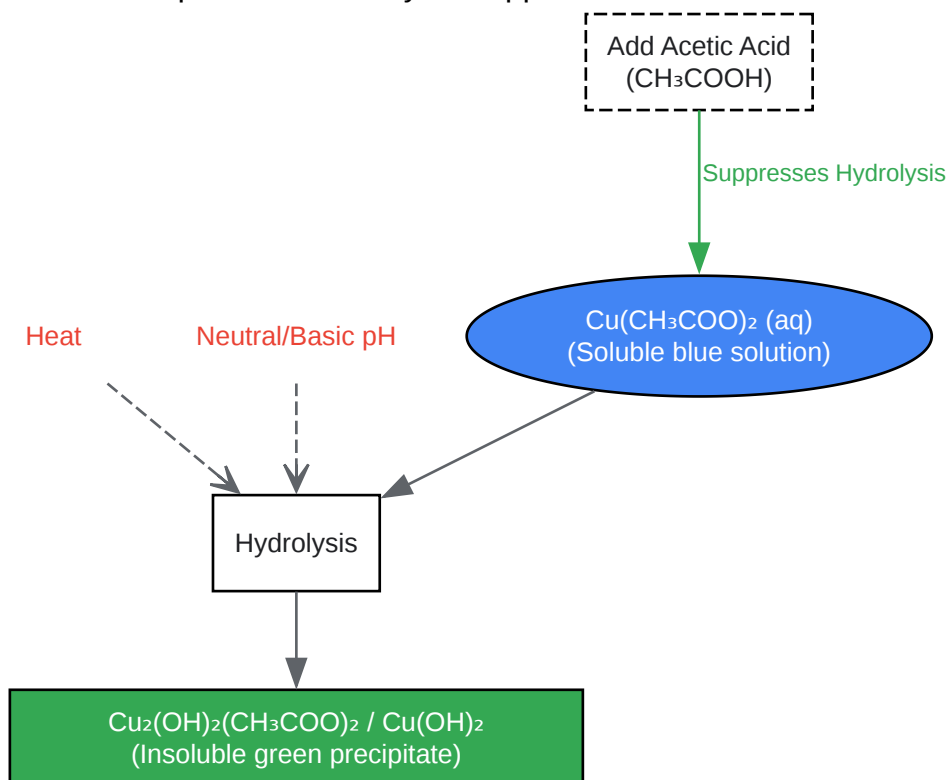 Add Acetic Acid
(CH₃COOH)
Suppresses Hydrolysis
Heat
Neutral/Basic pH
Cu(CH₃COO)₂ (aq)
(Soluble blue solution)
Hydrolysis
Cu₂(OH)₂(CH₃COO)₂ / Cu(OH)₂
(Insoluble green precipitate)